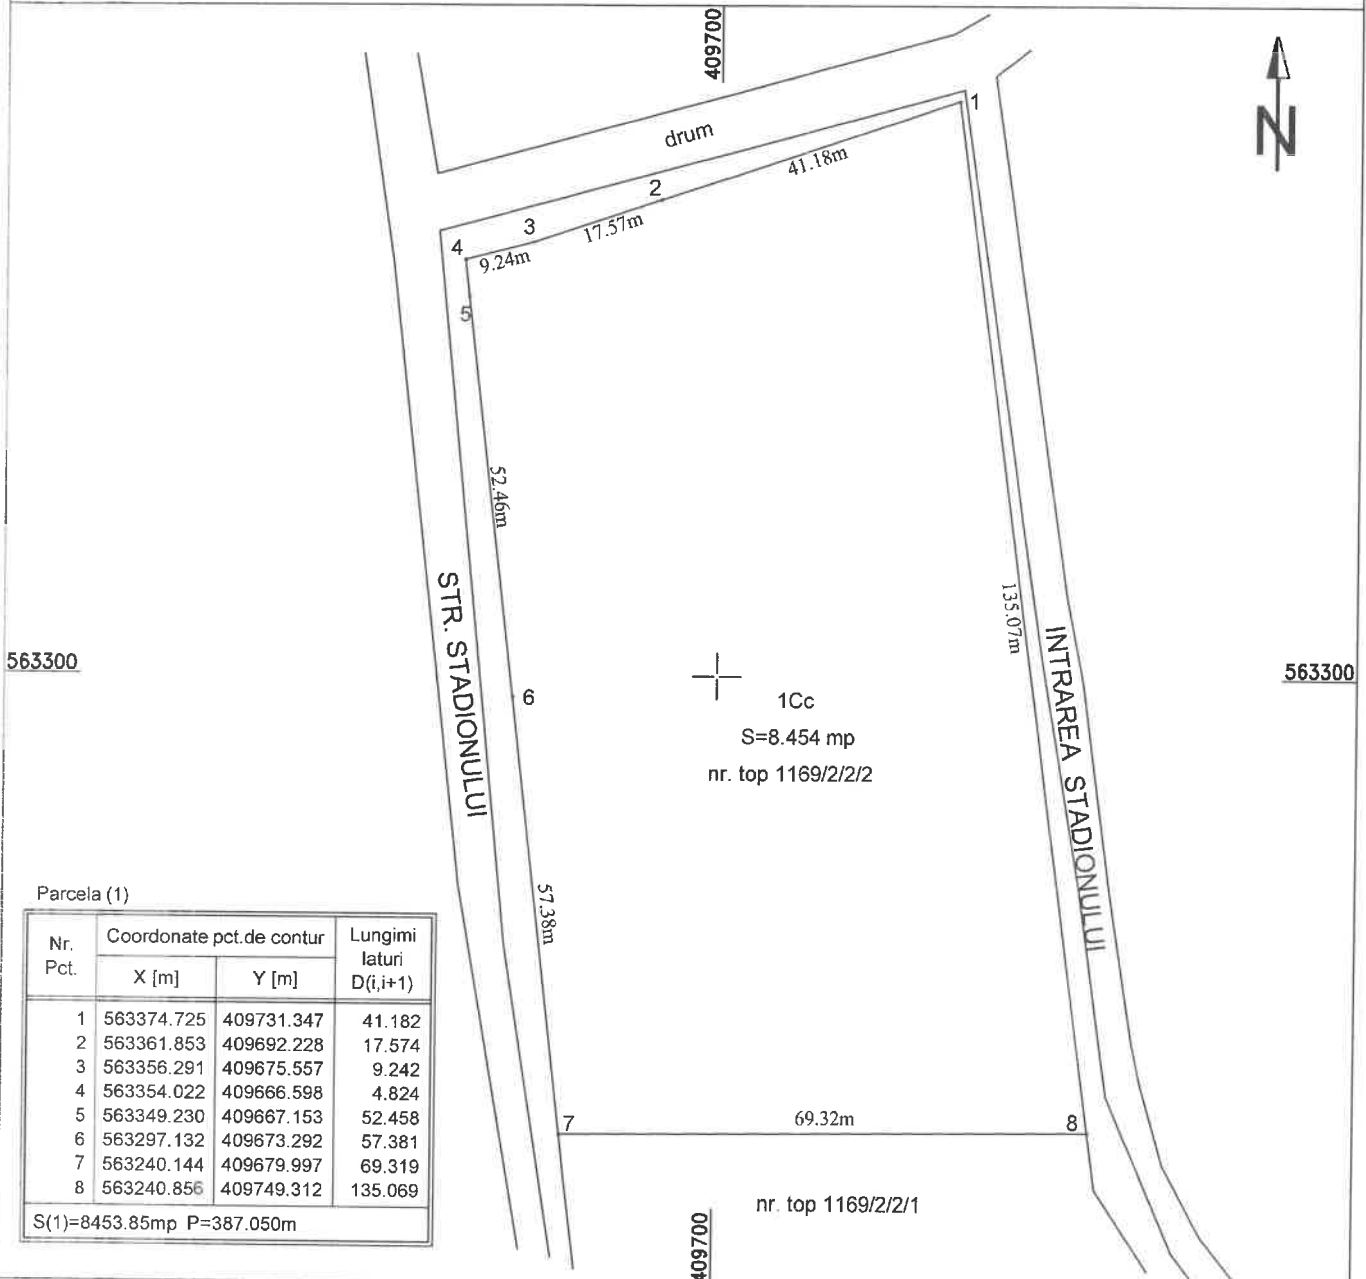 409700
N
1
drum
41.18m
2
3
17.57m
4
9.24m
5
52.46m
135.07m
STR. STADIONULUI
INTRAREA STADIONULUI
563300
563300
6
1Cc
S=8.454 mp
nr. top 1169/2/2/2
57.38m
7
69.32m
8
nr. top 1169/2/2/1
409700
Parcela (1)
Nr. Pct. Coordonate pct.de contur Lungimi laturi D(i,i+1)
X [m] Y [m]
1 563374.725 409731.347 41.182
2 563361.853 409692.228 17.574
3 563356.291 409675.557 9.242
4 563354.022 409666.598 4.824
5 563349.230 409667.153 52.458
6 563297.132 409673.292 57.381
7 563240.144 409679.997 69.319
8 563240.856 409749.312 135.069
S(1)=8453.85mp P=387.050m